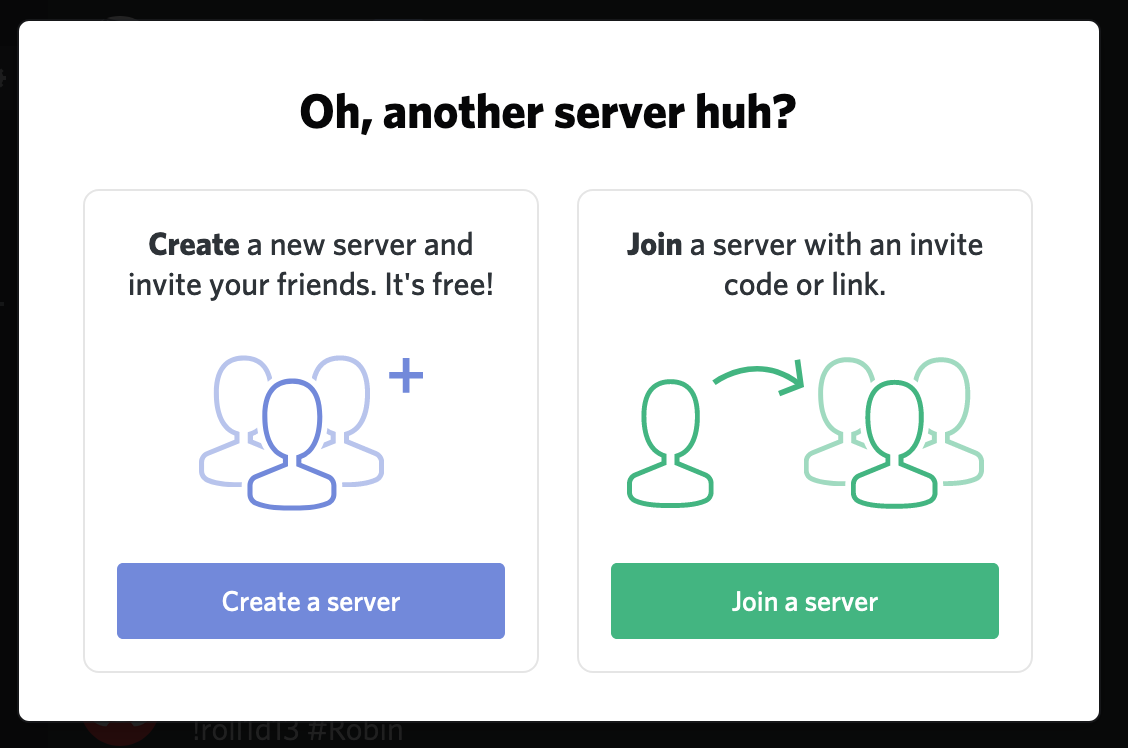 Oh, another server huh?
Create a new server and
invite your friends. It's free!
Join a server with an invite
code or link.
Create a server
Join a server
!roll1d13 #Robin